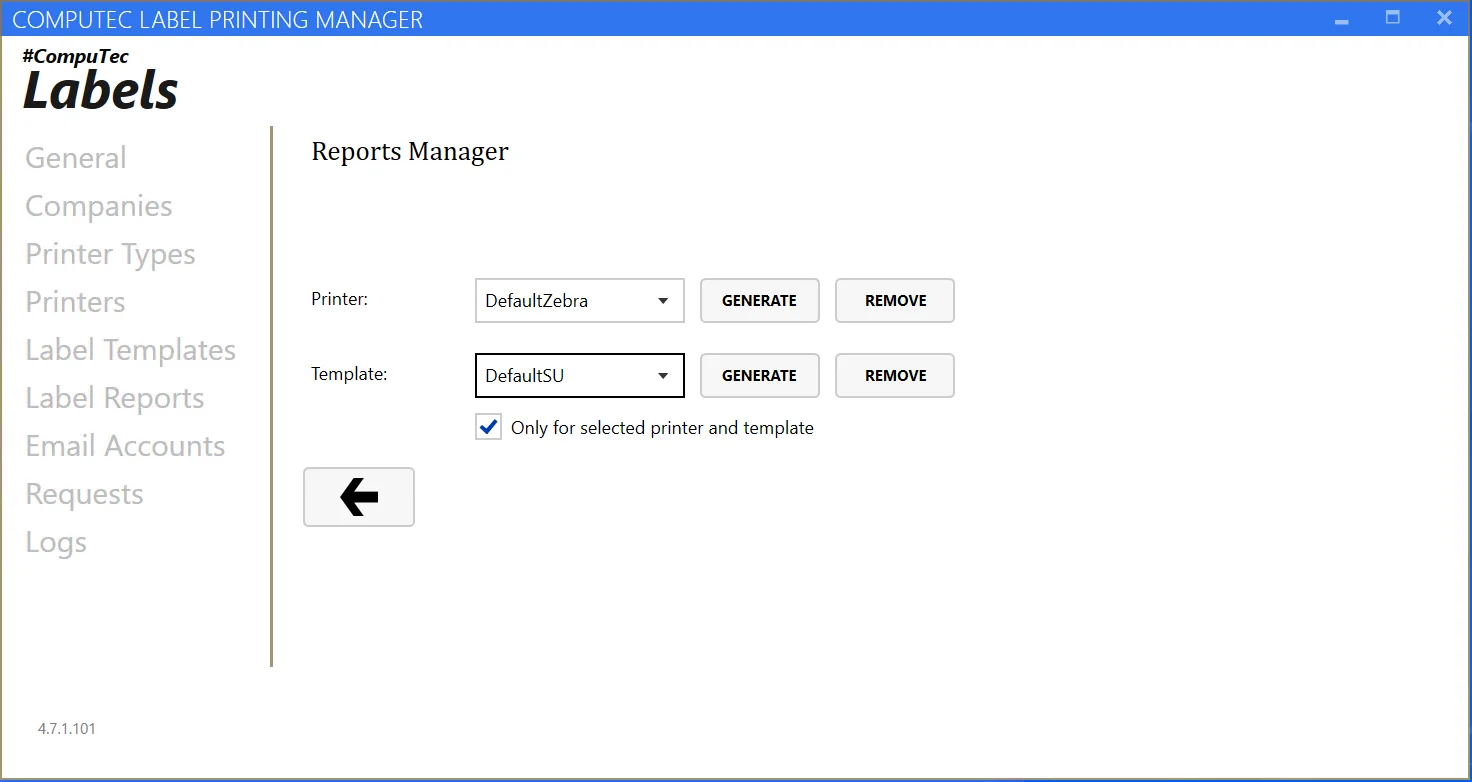 COMPUTEC LABEL PRINTING MANAGER
#CompuTec
Labels
General
Companies
Printer Types
Printers
Label Templates
Label Reports
Email Accounts
Requests
Logs
4.7.1.101
Reports Manager
Printer: DefaultZebra GENERATE REMOVE
Template: DefaultSU GENERATE REMOVE
Only for selected printer and template